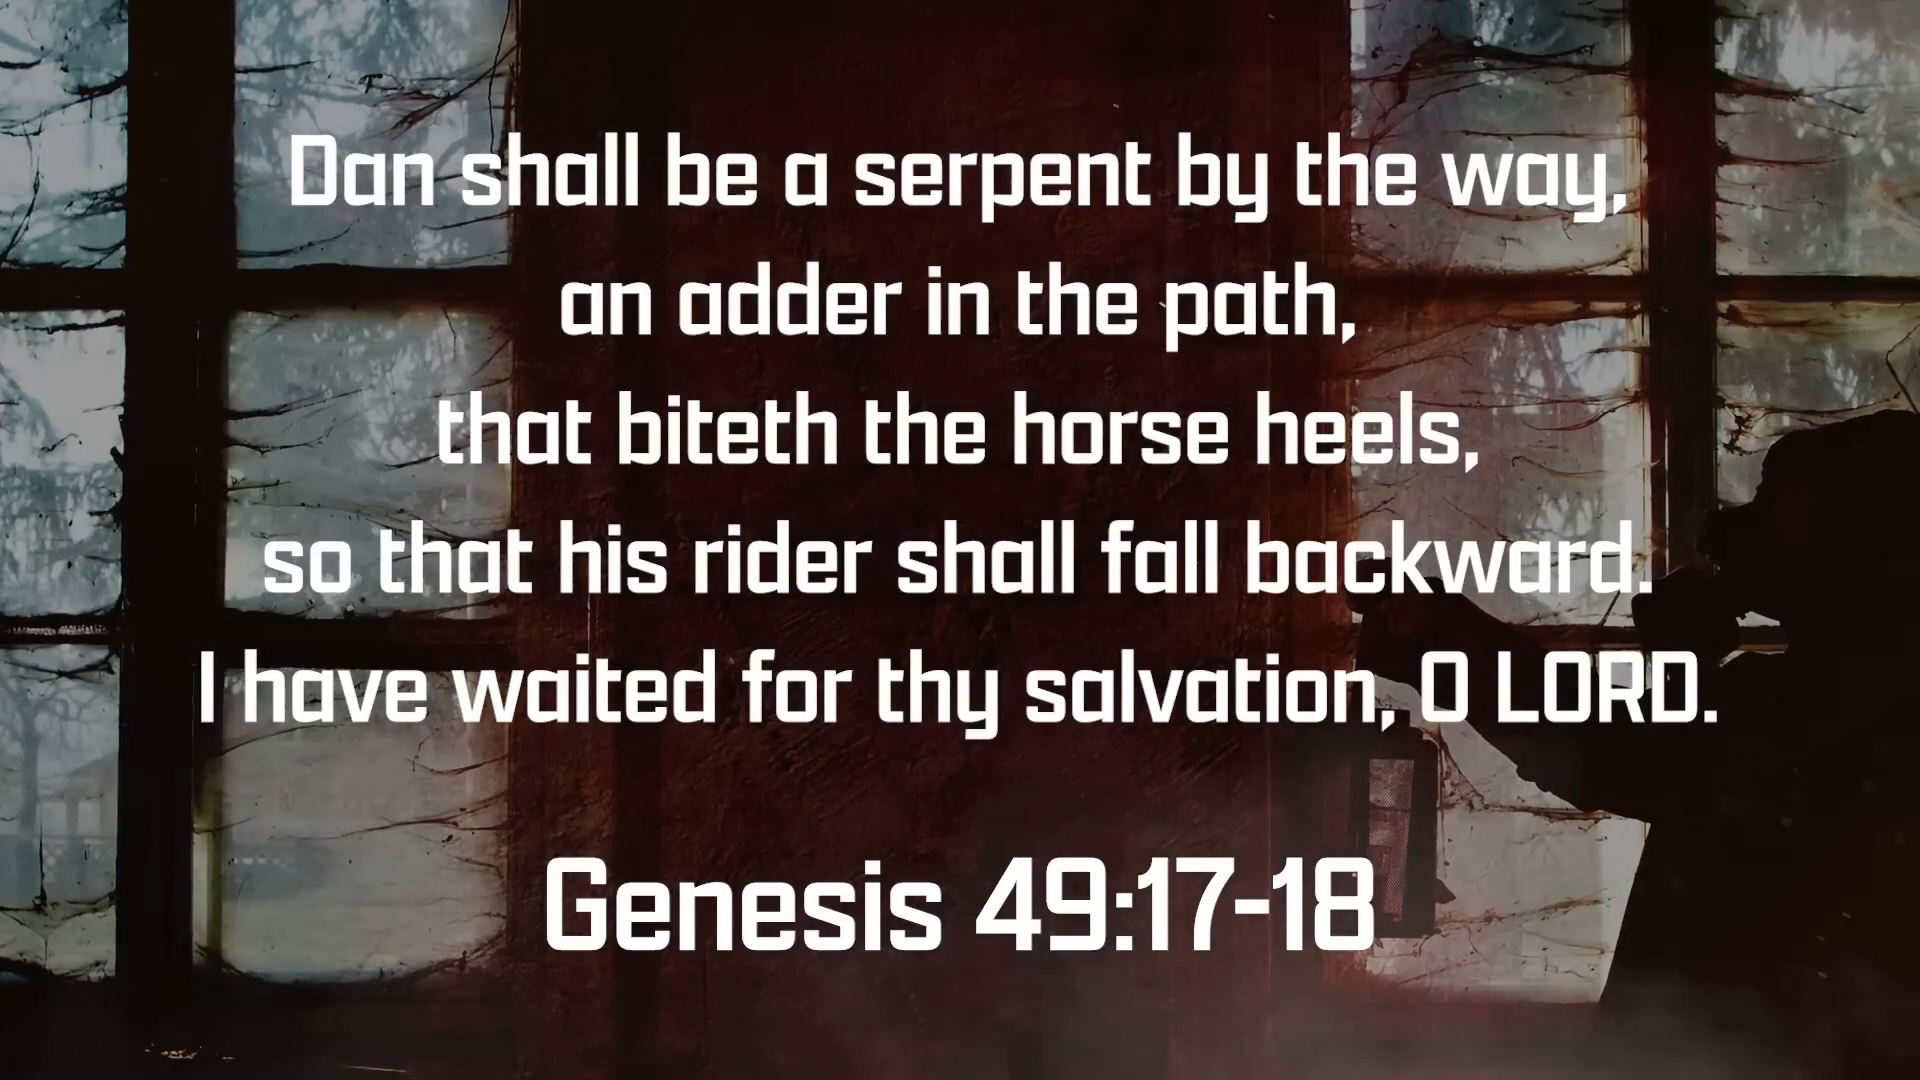 Dan shall be a serpent by the way,
an adder in the path,
that biteth the horse heels,
so that his rider shall fall backward.
I have waited for thy salvation, O LORD.
Genesis 49:17-18